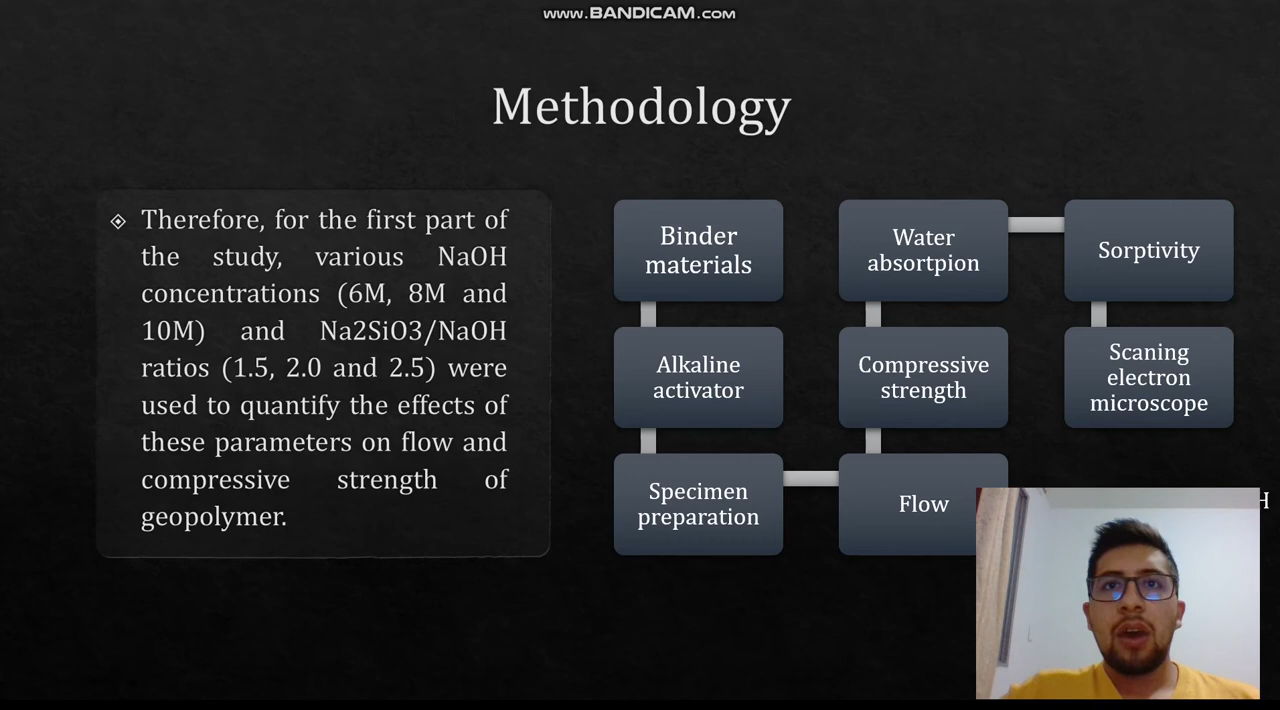 www.BANDICAM.com
Methodology
Therefore, for the first part of
the study, various NaOH
concentrations (6M, 8M and
10M) and Na2SiO3/NaOH
ratios (1.5, 2.0 and 2.5) were
used to quantify the effects of
these parameters on flow and
compressive strength of
geopolymer.
Binder
materials
Alkaline
activator
Specimen
preparation
Flow
Compressive
strength
Water
absortpion
Sorptivity
Scaning
electron
microscope
H